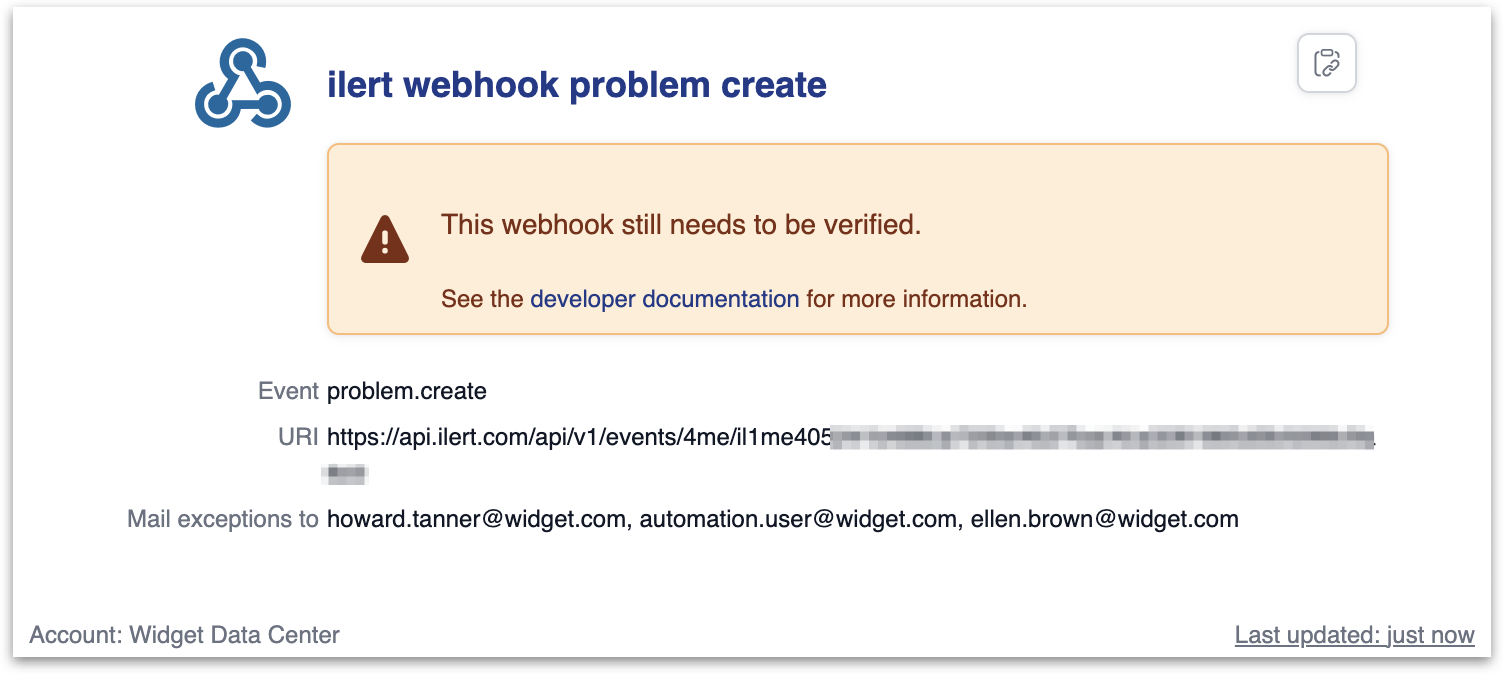 ilert webhook problem create
This webhook still needs to be verified.
See the developer documentation for more information.
Event problem.create
URI https://api.ilert.com/api/v1/events/4me/il1me405
Mail exceptions to howard.tanner@widget.com, automation.user@widget.com, ellen.brown@widget.com
Account: Widget Data Center
Last updated: just now